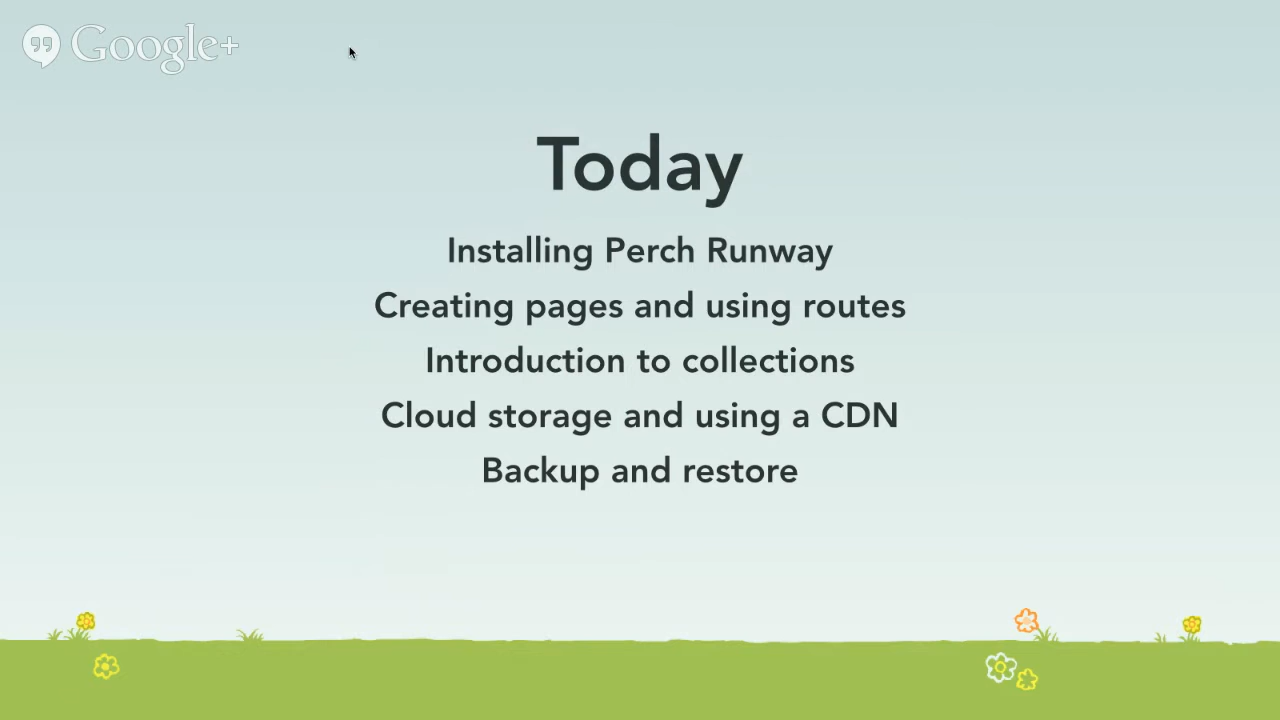 Google+
Today
Installing Perch Runway
Creating pages and using routes
Introduction to collections
Cloud storage and using a CDN
Backup and restore